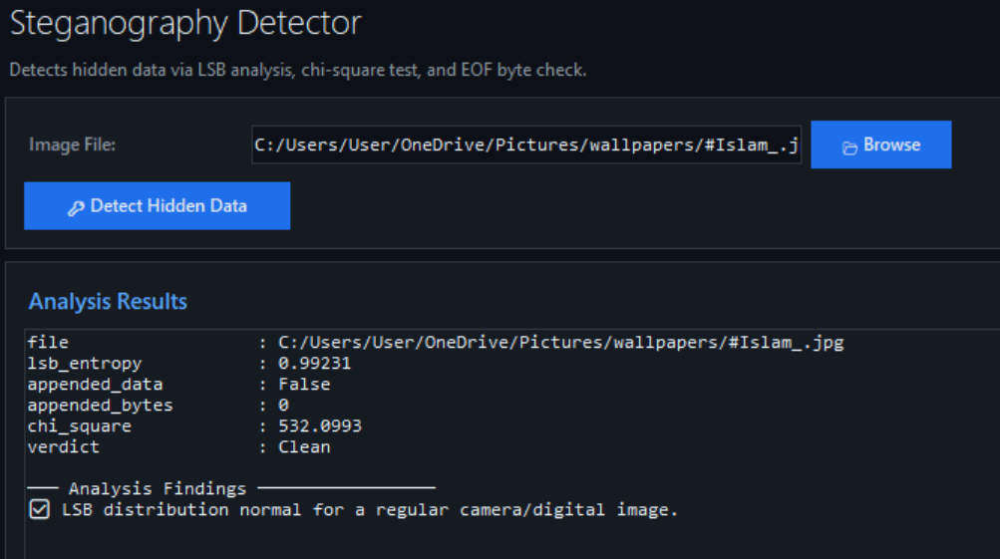 Steganography Detector
Detects hidden data via LSB analysis, chi-square test, and EOF byte check.
Image File: C:/Users/User/OneDrive/Pictures/wallpapers/#Islam_.j Browse
Detect Hidden Data
Analysis Results
file : C:/Users/User/OneDrive/Pictures/wallpapers/#Islam_.jpg
lsb_entropy : 0.99231
appended_data : False
appended_bytes : 0
chi_square : 532.0993
verdict : Clean
Analysis Findings
LSB distribution normal for a regular camera/digital image.